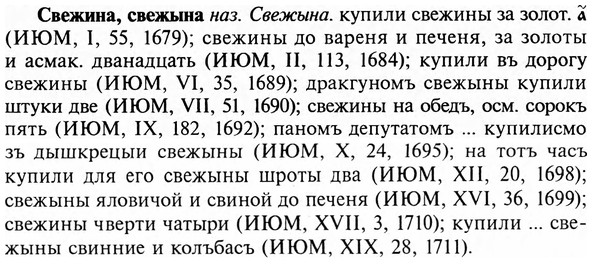 Свежина, свежына наз. Свежына. купили свежины за золот. а҃
(ИЮМ, I, 55, 1679); свежины до вареня и печеня, за золоты
и асмак. дванадцать (ИЮМ, II, 113, 1684); купили въ дорогу
свежины (ИЮМ, VI, 35, 1689); дракгуном свежыны купили
штуки две (ИЮМ, VII, 51, 1690); свежины на обедъ, осм. сорокъ
пять (ИЮМ, IX, 182, 1692); паномъ депутатомъ ... купилисмо
зъ дышкрецыи свежыны (ИЮМ, X, 24, 1695); на тотъ часъ
купили для его свежыны шроты два (ИЮМ, XII, 20, 1698);
свежыны яловичой и свиной до печеня (ИЮМ, XVI, 36, 1699);
свежины чверти чатыри (ИЮМ, XVII, 3, 1710); купили ... све-
жыны свинние и колъбасъ (ИЮМ, XIX, 28, 1711).